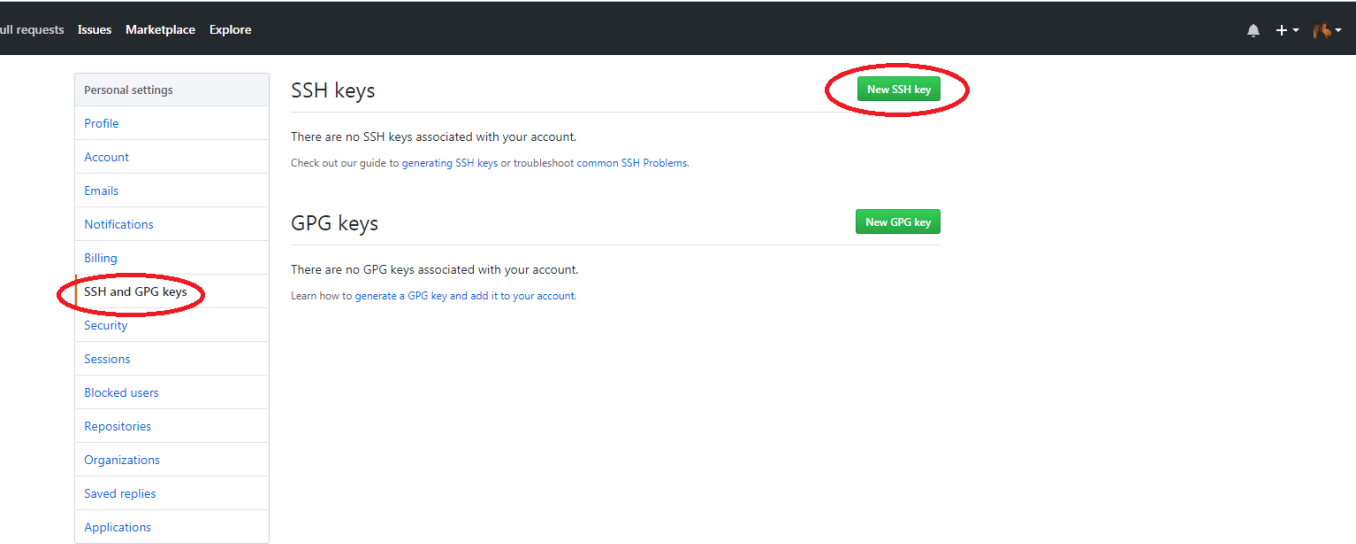 ull requests Issues Marketplace Explore
Personal settings
Profile
Account
Emails
Notifications
Billing
SSH and GPG keys
Security
Sessions
Blocked users
Repositories
Organizations
Saved replies
Applications
SSH keys
New SSH key
There are no SSH keys associated with your account.
Check out our guide to generating SSH keys or troubleshoot common SSH Problems.
GPG keys
New GPG key
There are no GPG keys associated with your account.
Learn how to generate a GPG key and add it to your account.